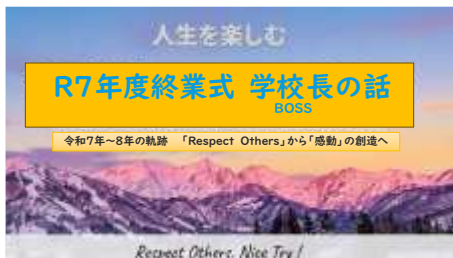 人生を楽しむ
R7年度終業式 学校長の話
BOSS
令和7年~8年の軌跡 「Respect Others」から「感動」の創造へ
Respect Others, Nice Try !